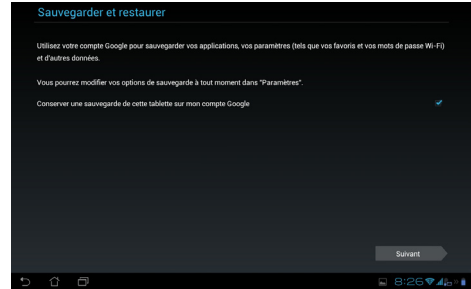 Sauvegarder et restaurer
Utilisez votre compte Google pour sauvegarder vos applications, vos paramètres (tels que vos favoris et vos mots de passe Wi-Fi)
et d'autres données.
Vous pourrez modifier vos options de sauvegarde à tout moment dans "Paramètres".
Conserver une sauvegarde de cette tablette sur mon compte Google
Suivant
8:26